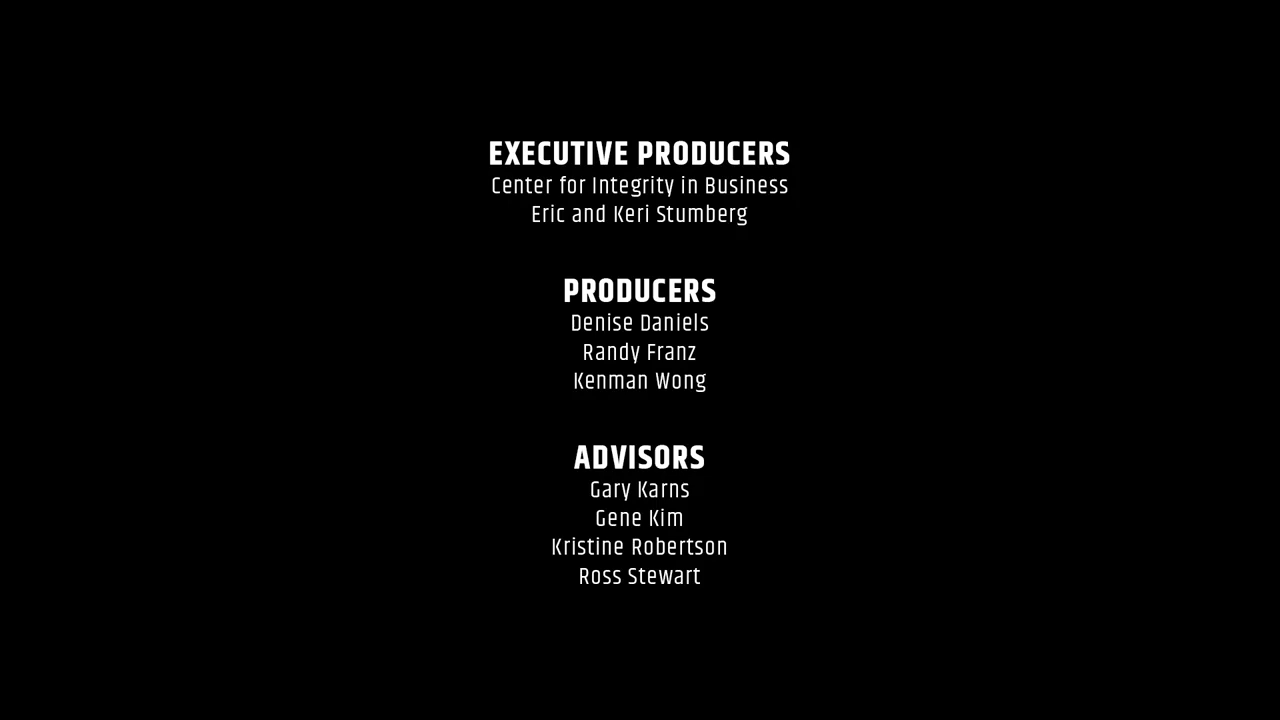 EXECUTIVE PRODUCERS
Center for Integrity in Business
Eric and Keri Stumberg
PRODUCERS
Denise Daniels
Randy Franz
Kenman Wong
ADVISORS
Gary Karns
Gene Kim
Kristine Robertson
Ross Stewart